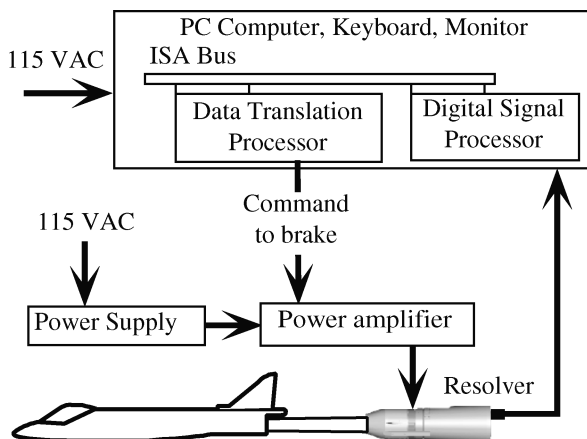 PC Computer, Keyboard, Monitor
115 VAC
ISA Bus
Data Translation
Processor
Digital Signal
Processor
Command
to brake
115 VAC
Power Supply
Power amplifier
Resolver